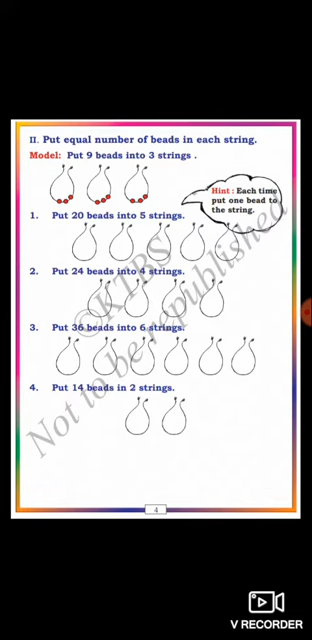 II. Put equal number of beads in each string.
Model: Put 9 beads into 3 strings .
Hint : Each time
put one bead to
the string.
1. Put 20 beads into 5 strings.
2. Put 24 beads into 4 strings.
3. Put 36 beads into 6 strings.
4. Put 14 beads in 2 strings.
©KTBS
Not to be republished
4
V RECORDER